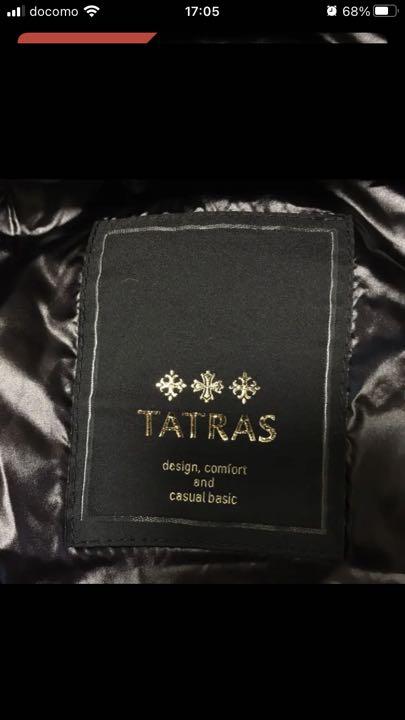 docomo
17:05
68%
TATRAS
design, comfort
and
casual basic